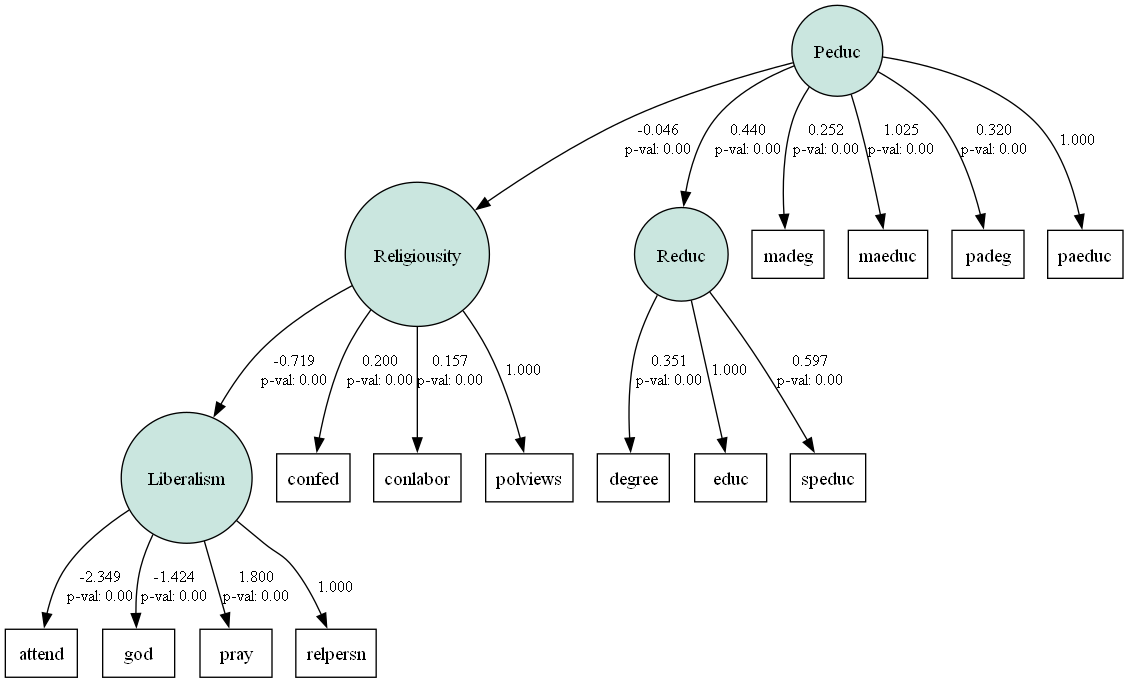 Peduc
-0.046
p-val: 0.00
0.440
p-val: 0.00
0.252
p-val: 0.00
1.025
p-val: 0.00
0.320
p-val: 0.00
1.000
Religiousity
Reduc
madeg
maeduc
padeg
paeduc
-0.719
p-val: 0.00
0.200
p-val: 0.00
0.157
p-val: 0.00
1.000
0.351
p-val: 0.00
1.000
0.597
p-val: 0.00
Liberalism
confed
conlabor
polviews
degree
educ
speduc
-2.349
p-val: 0.00
-1.424
p-val: 0.00
1.800
p-val: 0.00
1.000
attend
god
pray
relpersn